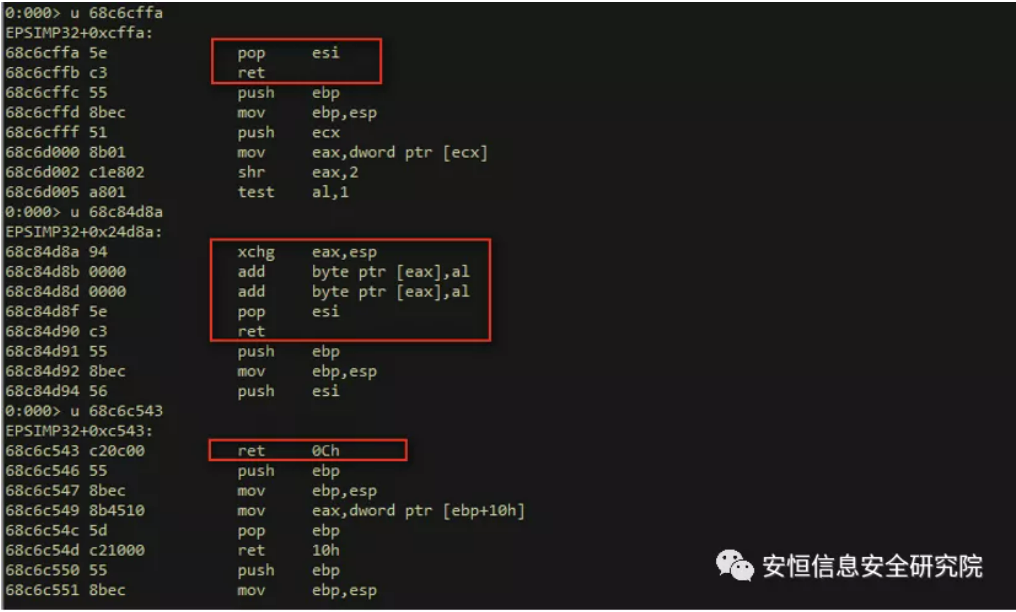 0:000> u 68c6cffa
EPSIMP32+0xcffa:
68c6cffa 5e pop esi
68c6cffb c3 ret
68c6cffc 55 push ebp
68c6cffd 8bec mov ebp,esp
68c6cfff 51 push ecx
68c6d000 8b01 mov eax,dword ptr [ecx]
68c6d002 c1e802 shr eax,2
68c6d005 a801 test al,1
0:000> u 68c84d8a
EPSIMP32+0x24d8a:
68c84d8a 94 xchg eax,esp
68c84d8b 0000 add byte ptr [eax],al
68c84d8d 0000 add byte ptr [eax],al
68c84d8f 5e pop esi
68c84d90 c3 ret
68c84d91 55 push ebp
68c84d92 8bec mov ebp,esp
68c84d94 56 push esi
0:000> u 68c6c543
EPSIMP32+0xc543:
68c6c543 c20c00 ret 0Ch
68c6c546 55 push ebp
68c6c547 8bec mov ebp,esp
68c6c549 8b4510 mov eax,dword ptr [ebp+10h]
68c6c54c 5d pop ebp
68c6c54d c21000 ret 10h
68c6c550 55 push ebp
68c6c551 8bec mov ebp,esp
安恒信息安全研究院